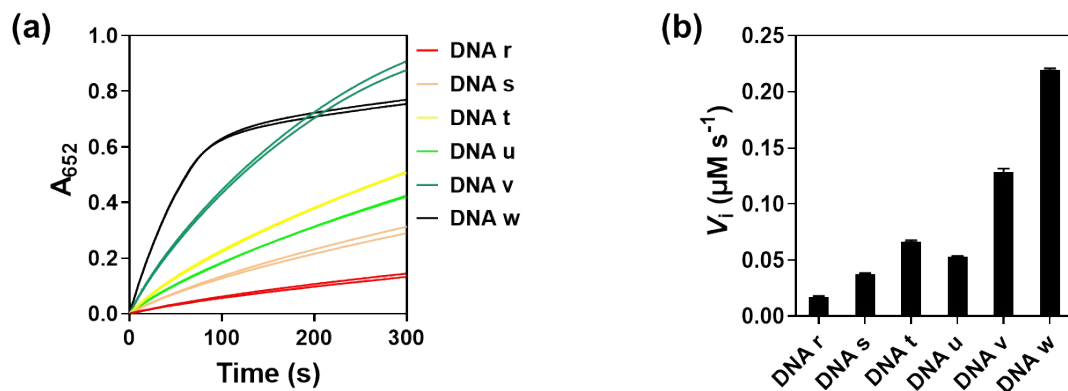 (a)
A652
1.0
0.8
0.6
0.4
0.2
0.0
0
100
200
300
Time (s)
DNA r
DNA s
DNA t
DNA u
DNA v
DNA w
(b)
Vi (μM s⁻¹)
0.25
0.20
0.15
0.10
0.05
0.00
DNA r
DNA s
DNA t
DNA u
DNA v
DNA w